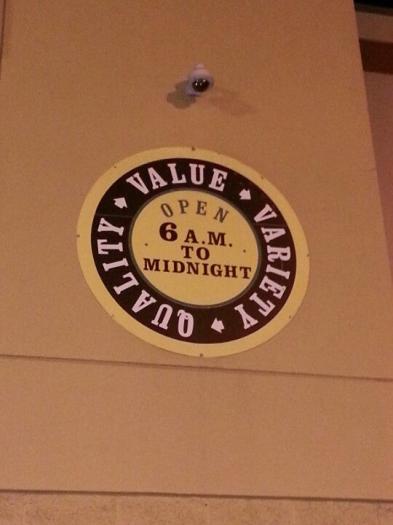 VALUE
VARIETY
QUALITY
OPEN
6 A.M.
TO
MIDNIGHT